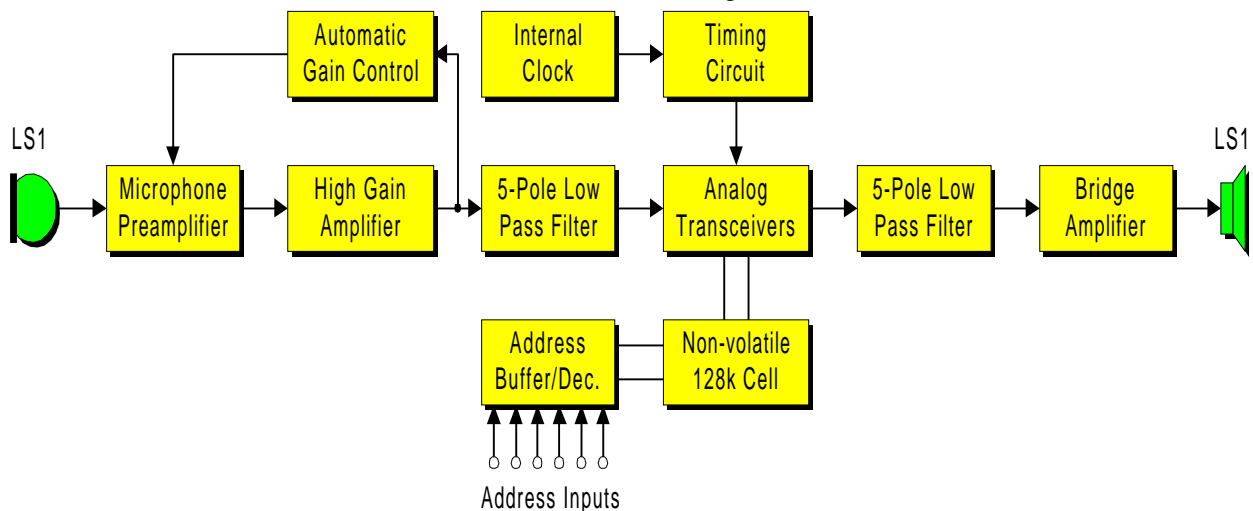 Automatic
Gain Control
Internal
Clock
Timing
Circuit
LS1
LS1
Microphone
Preamplifier
High Gain
Amplifier
5-Pole Low
Pass Filter
Analog
Transceivers
5-Pole Low
Pass Filter
Bridge
Amplifier
Address
Buffer/Dec.
Non-volatile
128k Cell
Address Inputs